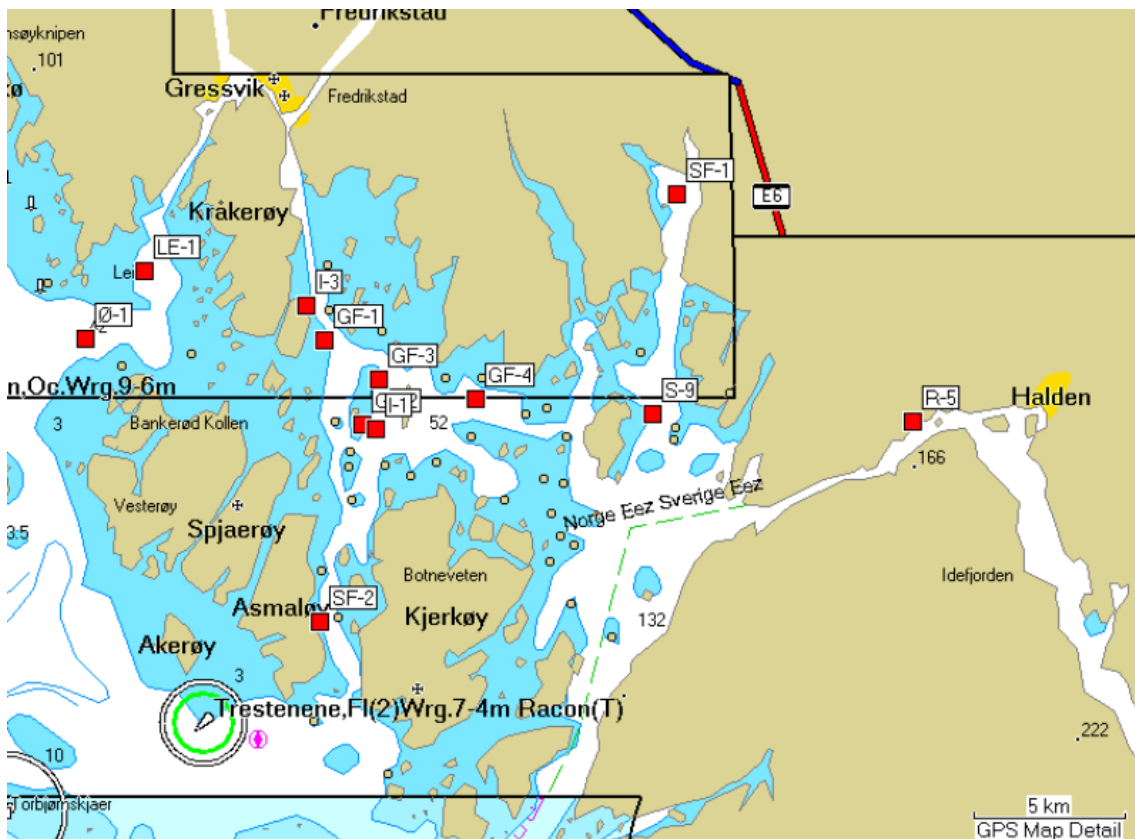 Fredrikstad
nsøyknipen
101
Gressvik
Fredrikstad
SF-1
E6
Kråkerøy
LE-1
Lei
I-3
Ø-1
GF-1
GF-3
GF-4
n,Oc.Wrg.9-6m
I-1
S-9
R-5
Halden
3
Bankerød Kollen
52
166
Norge Eez Sverige Eez
Vesterøy
Spjaerøy
3.5
Botneveten
Idefjorden
SF-2
Asmaløy
Kjerkøy
132
Akerøy
3
Trestenene,Fl(2)Wrg.7-4m Racon(T)
222
10
Torbjørnskjaer
5 km
GPS Map Detail